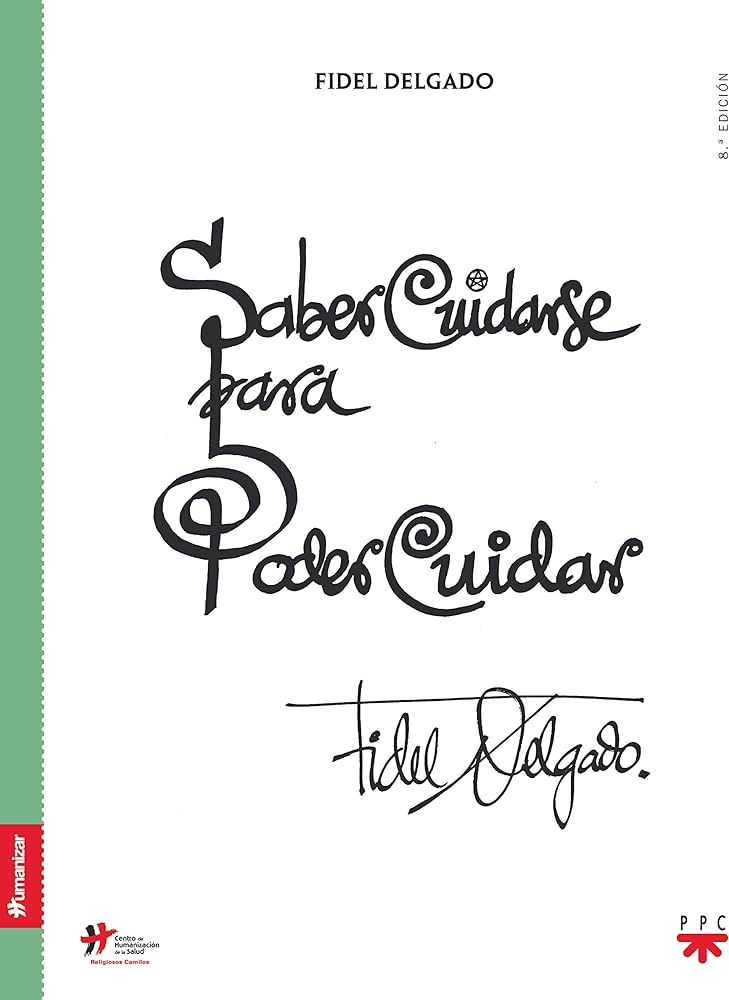 FIDEL DELGADO
8.ª EDICIÓN
Saber Cuidarse
para
Poder Cuidar
Fidel Delgado.
Humanizar
Centro de
Humanización
de la Salud
Religiosos Camilos
PPC